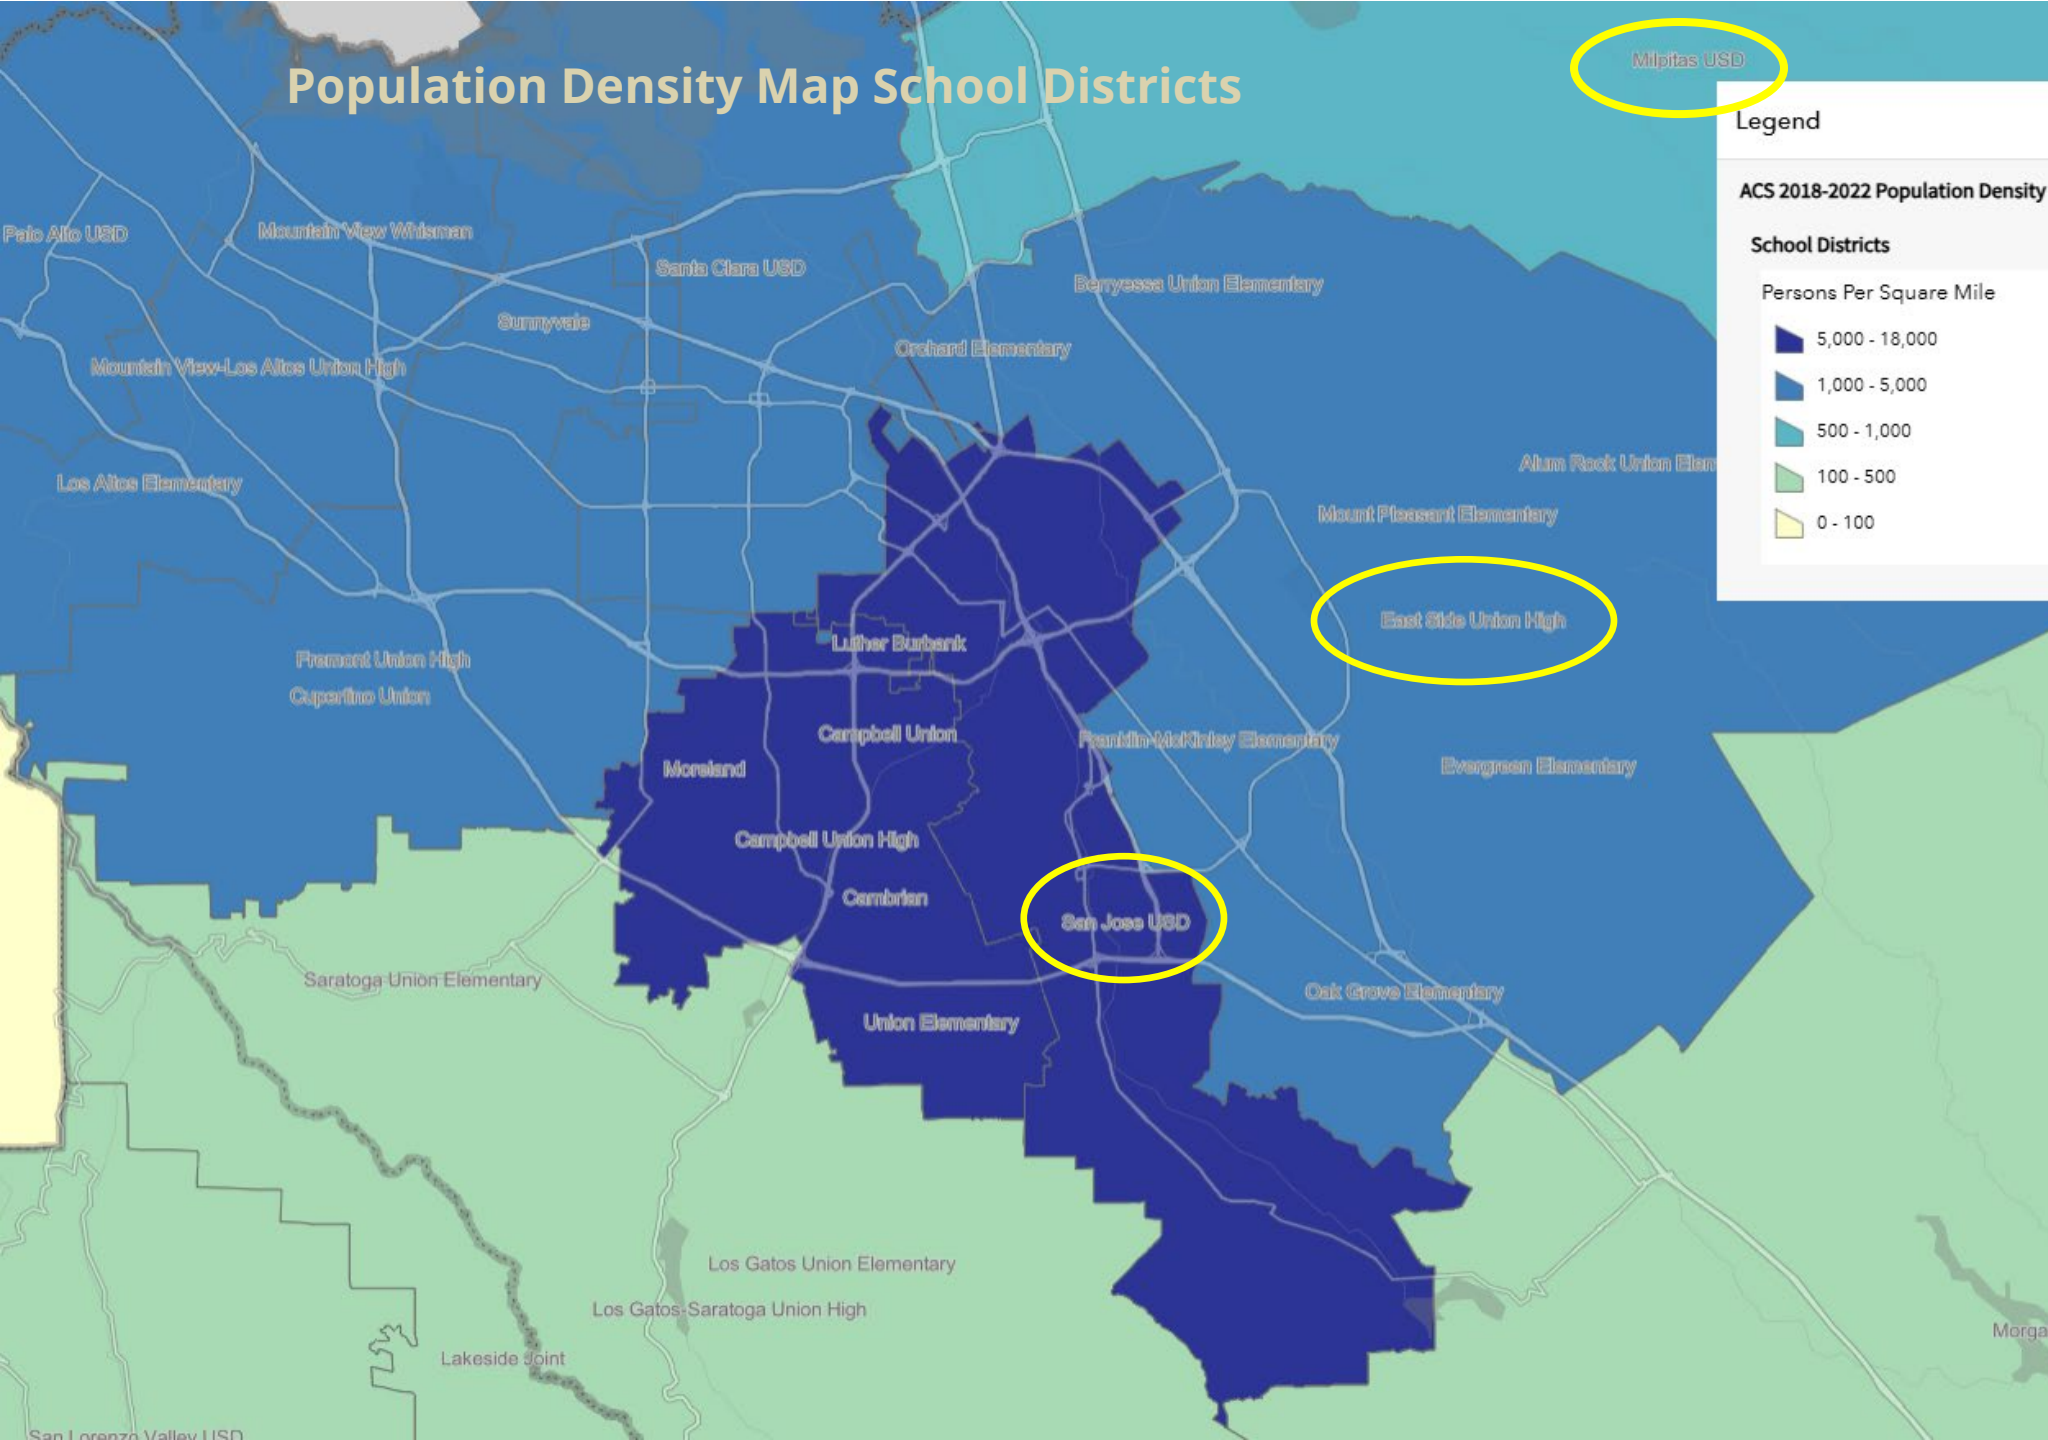 Milpitas USD
Population Density Map School Districts
Legend
ACS 2018-2022 Population Density
School Districts
Persons Per Square Mile
5,000 - 18,000
1,000 - 5,000
500 - 1,000
100 - 500
0 - 100
Palo Alto USD
Mountain View Whisman
Santa Clara USD
Berryessa Union Elementary
Sunnyvale
Orchard Elementary
Mountain View-Los Altos Union High
Los Altos Elementary
Alum Rock Union Elem
Mount Pleasant Elementary
East Side Union High
Luther Burbank
Fremont Union High
Cupertino Union
Campbell Union
Franklin-McKinley Elementary
Moreland
Evergreen Elementary
Campbell Union High
Cambrian
San Jose USD
Saratoga Union Elementary
Oak Grove Elementary
Union Elementary
Los Gatos Union Elementary
Los Gatos-Saratoga Union High
Morga
Lakeside Joint
San Lorenzo Valley USD